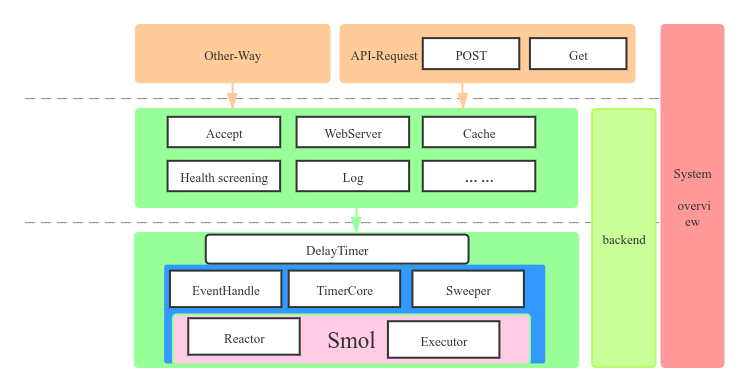 Other-Way
API-Request
POST
Get
Accept
WebServer
Cache
Health screening
Log
... ...
DelayTimer
EventHandle
TimerCore
Sweeper
Reactor
Smol
Executor
backend
System
overvi
ew